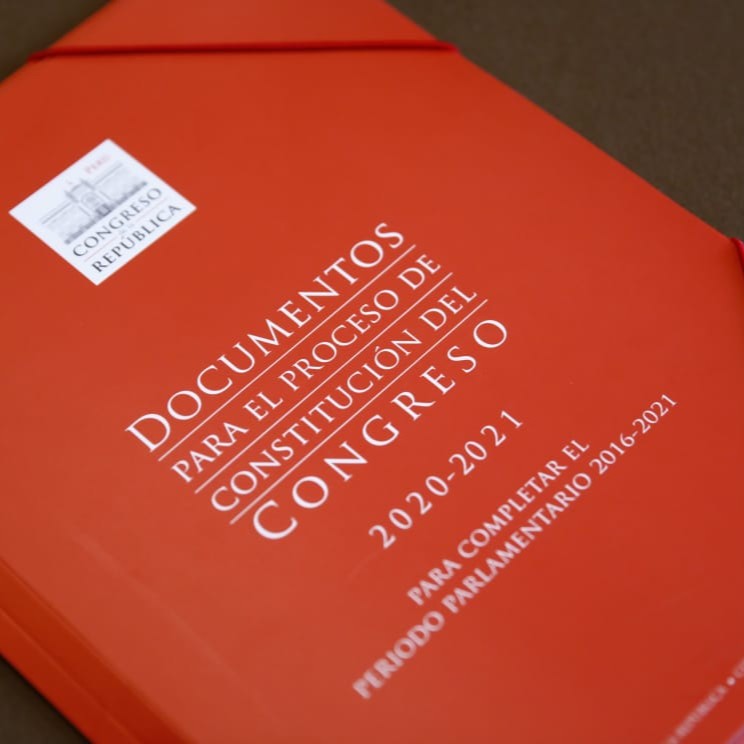 PERÚ
CONGRESO
REPÚBLICA
DOCUMENTOS
PARA EL PROCESO DE
CONSTITUCIÓN DEL
CONGRESO
2020-2021
PARA COMPLETAR EL
PERIODO PARLAMENTARIO 2016-2021
REPÚBLICA •